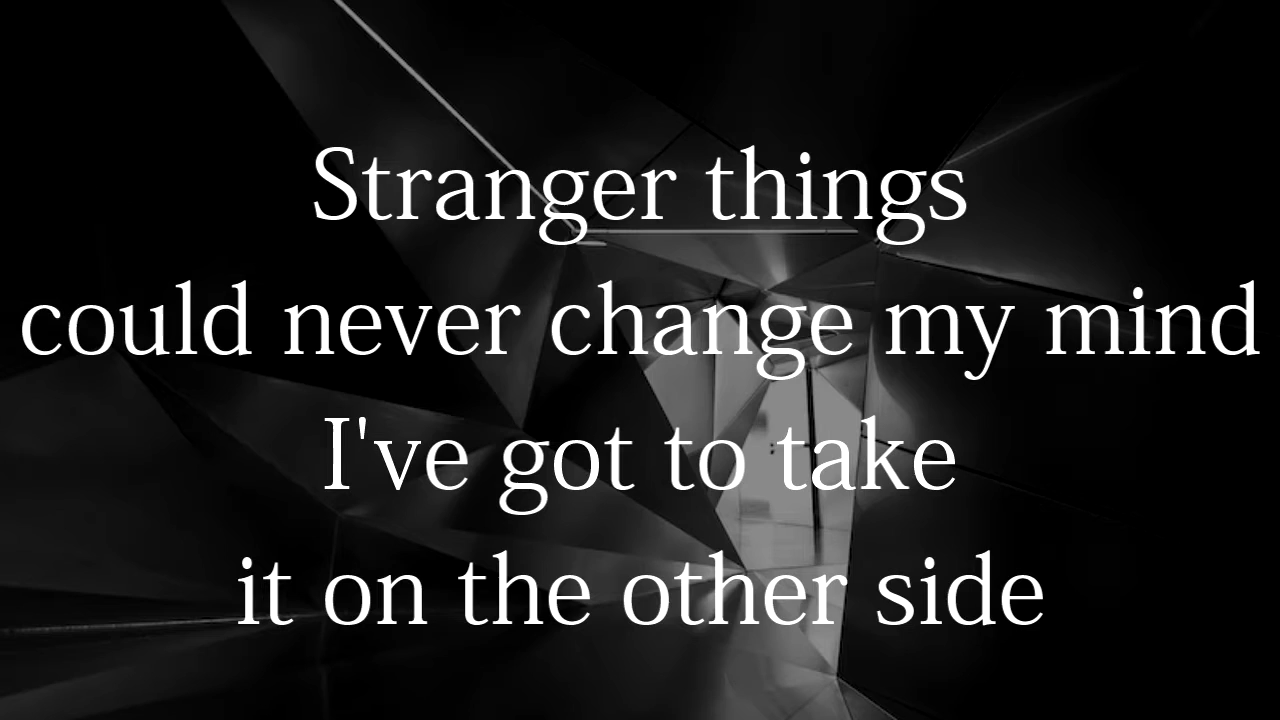 Stranger things
could never change my mind
I've got to take
it on the other side